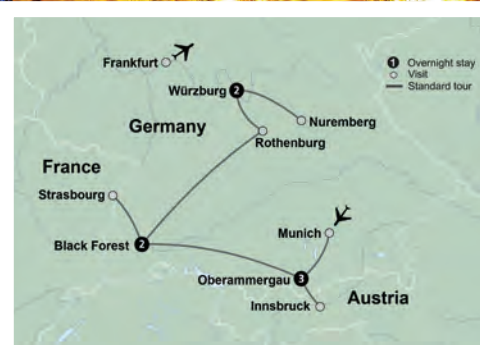 Frankfurt
1 Overnight stay
Visit
Standard tour
Würzburg 2
Nuremberg
Germany
Rothenburg
France
Strasbourg
Munich
Black Forest 2
Oberammergau 3
Innsbruck
Austria